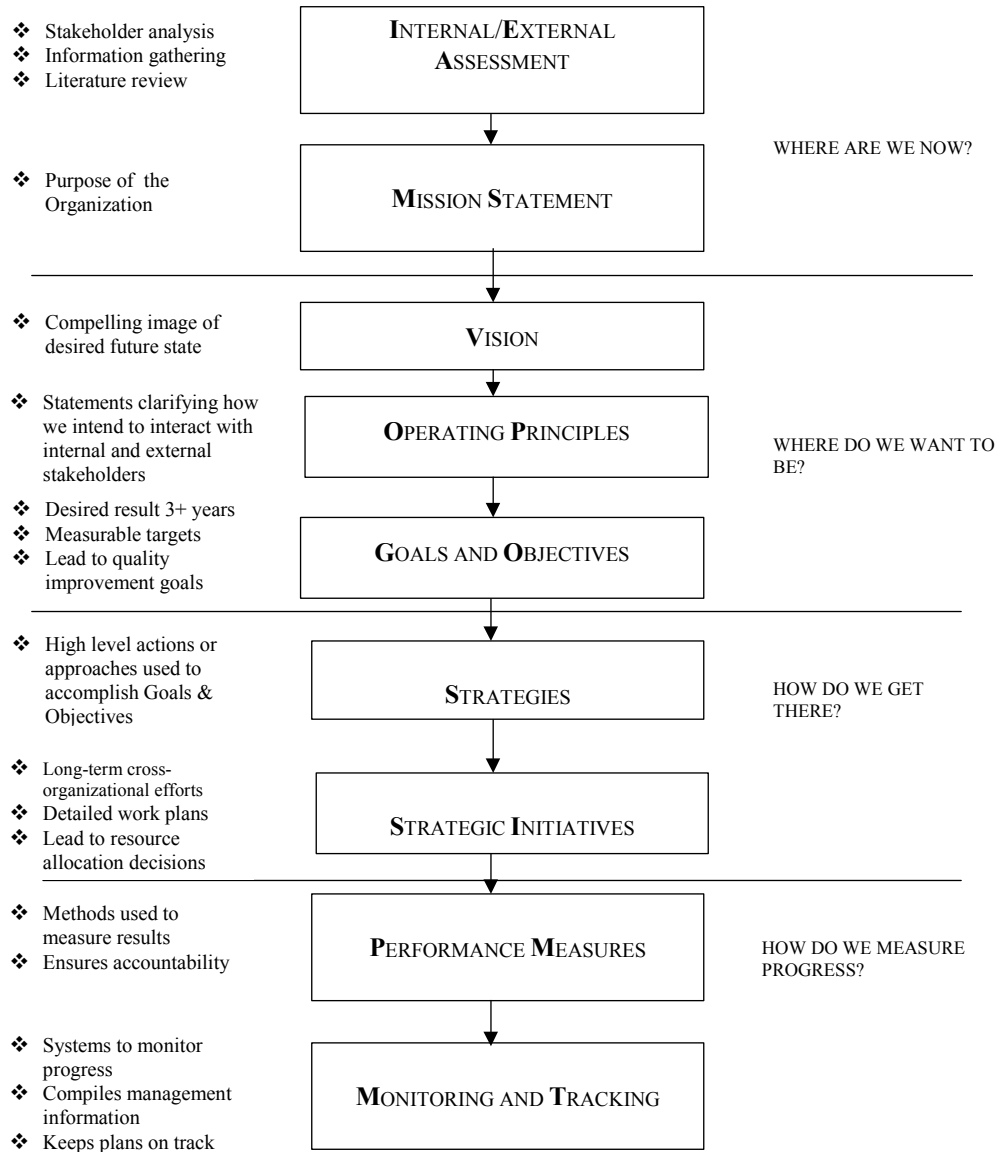 ❖ Stakeholder analysis
❖ Information gathering
❖ Literature review
INTERNAL/EXTERNAL
ASSESSMENT
WHERE ARE WE NOW?
❖ Purpose of the
Organization
MISSION STATEMENT
❖ Compelling image of
desired future state
VISION
❖ Statements clarifying how
we intend to interact with
internal and external
stakeholders
OPERATING PRINCIPLES
WHERE DO WE WANT TO
BE?
❖ Desired result 3+ years
❖ Measurable targets
❖ Lead to quality
improvement goals
GOALS AND OBJECTIVES
❖ High level actions or
approaches used to
accomplish Goals &
Objectives
STRATEGIES
HOW DO WE GET
THERE?
❖ Long-term cross-
organizational efforts
❖ Detailed work plans
❖ Lead to resource
allocation decisions
STRATEGIC INITIATIVES
❖ Methods used to
measure results
❖ Ensures accountability
PERFORMANCE MEASURES
HOW DO WE MEASURE
PROGRESS?
❖ Systems to monitor
progress
❖ Compiles management
information
❖ Keeps plans on track
MONITORING AND TRACKING